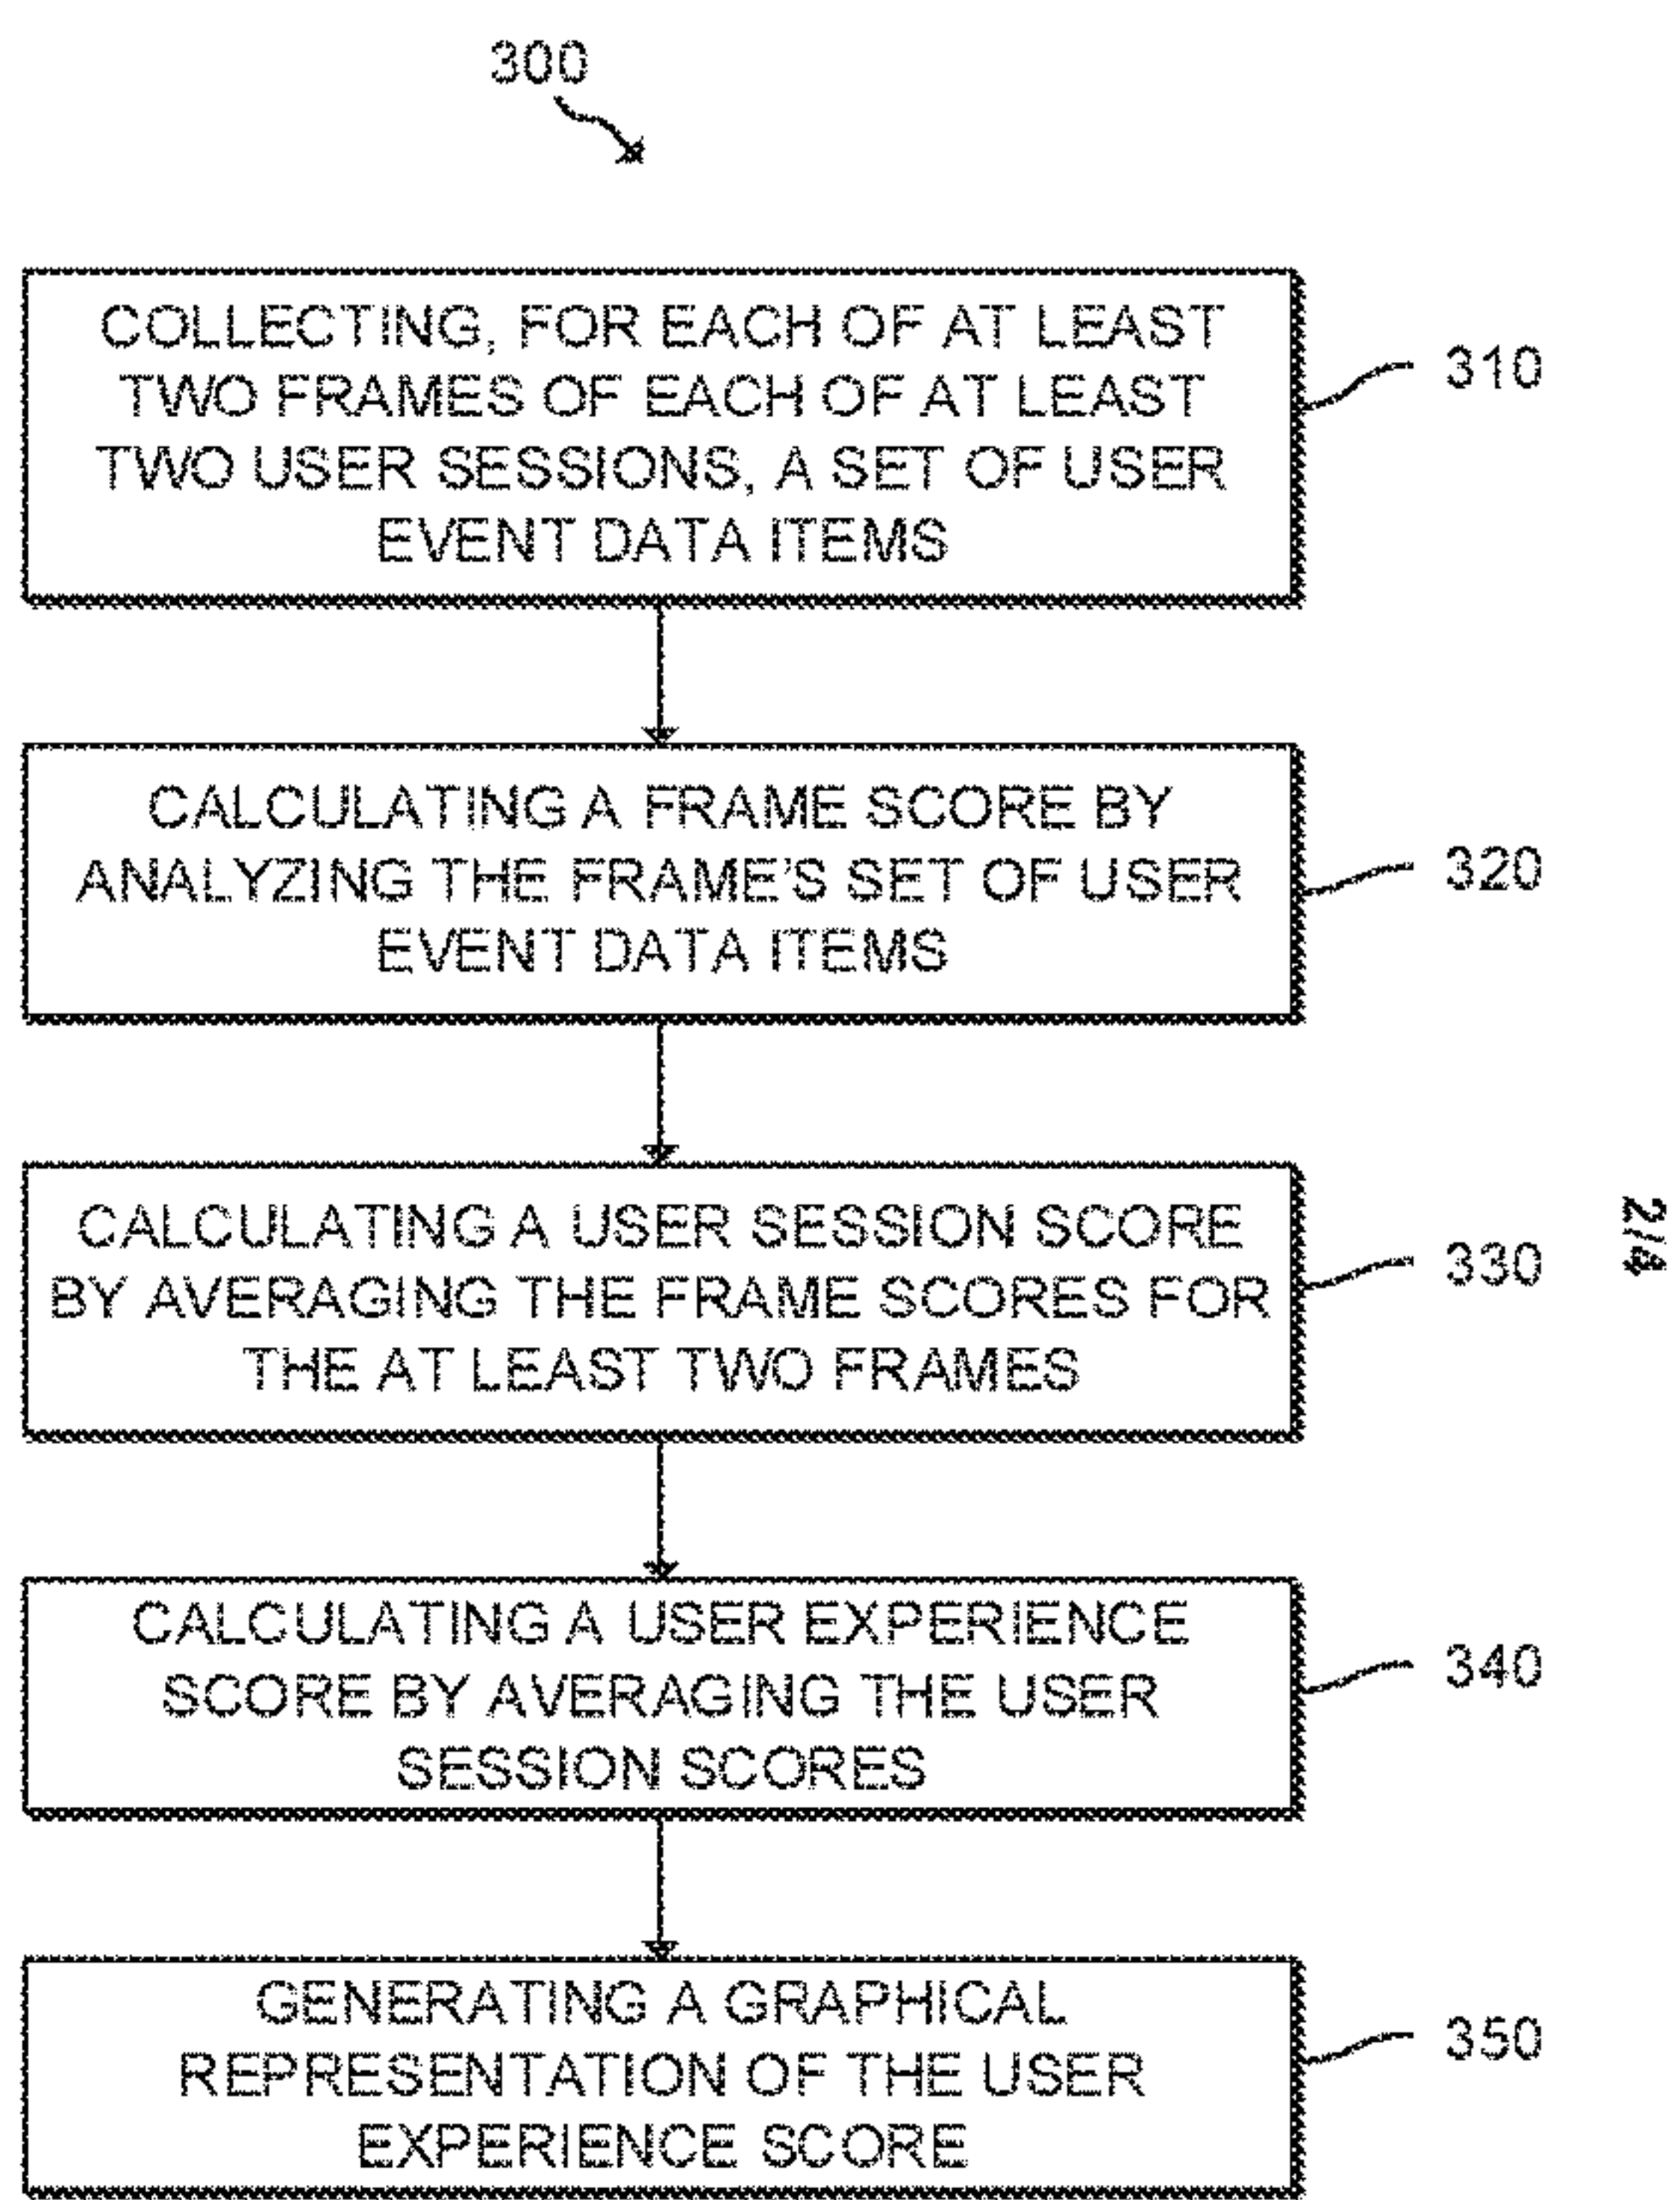 300
COLLECTING, FOR EACH OF AT LEAST
TWO FRAMES OF EACH OF AT LEAST
TWO USER SESSIONS, A SET OF USER
EVENT DATA ITEMS
310
CALCULATING A FRAME SCORE BY
ANALYZING THE FRAME'S SET OF USER
EVENT DATA ITEMS
320
CALCULATING A USER SESSION SCORE
BY AVERAGING THE FRAME SCORES FOR
THE AT LEAST TWO FRAMES
330
2/4
CALCULATING A USER EXPERIENCE
SCORE BY AVERAGING THE USER
SESSION SCORES
340
GENERATING A GRAPHICAL
REPRESENTATION OF THE USER
EXPERIENCE SCORE
350